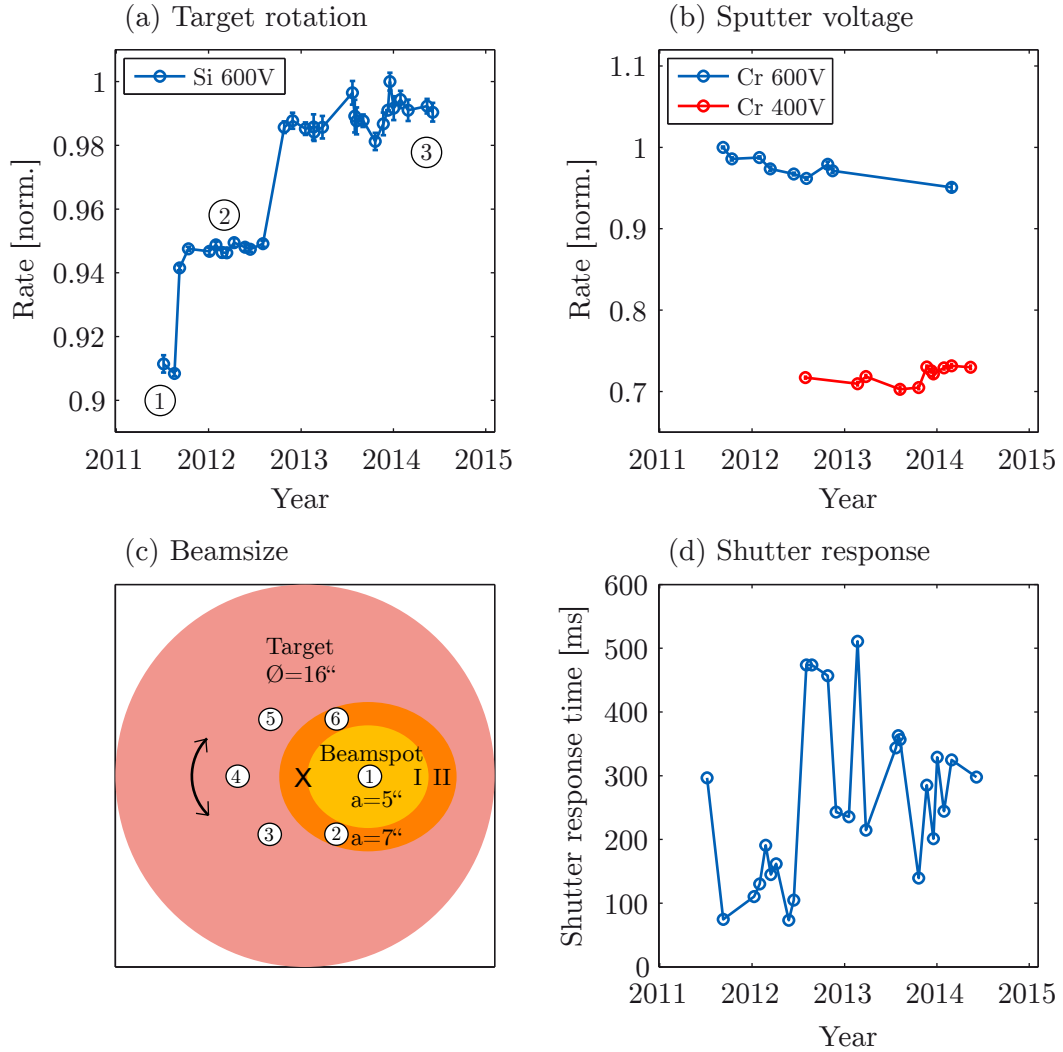 (a) Target rotation
Si 600V
1
0.98
0.96
0.94
0.92
0.9
Rate [norm.]
1
2
3
2011 2012 2013 2014 2015
Year
(b) Sputter voltage
Cr 600V
Cr 400V
1.1
1
0.9
0.8
0.7
Rate [norm.]
2011 2012 2013 2014 2015
Year
(c) Beamsize
Target
Ø=16“
5
6
Beamspot
4
X
1
I
II
a=5“
3
2
a=7“
(d) Shutter response
600
500
400
300
200
100
0
Shutter response time [ms]
2011 2012 2013 2014 2015
Year